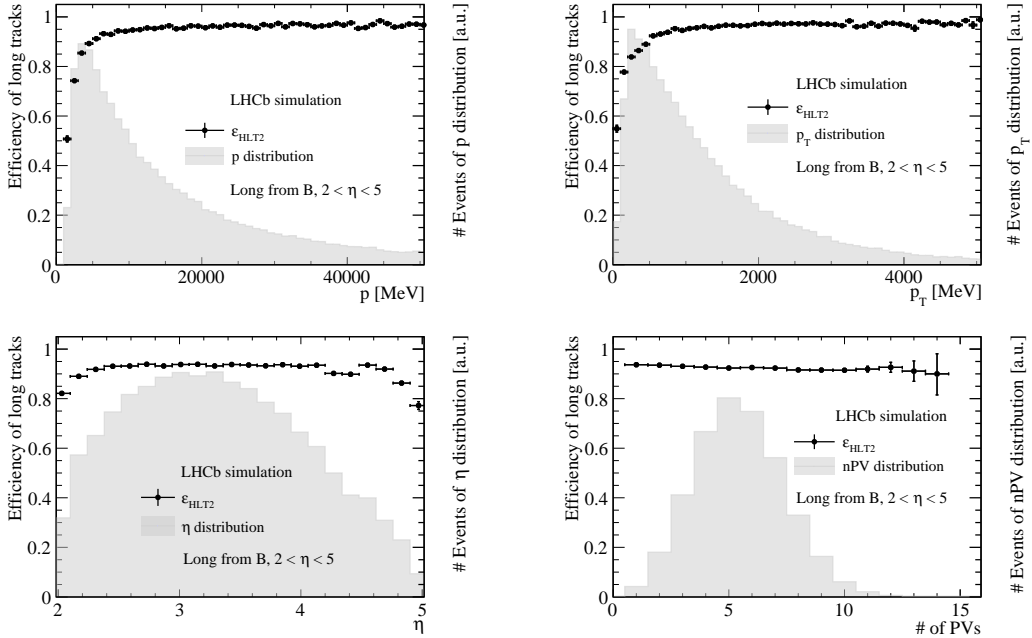 Efficiency of long tracks
1
0.8
0.6
0.4
0.2
0
LHCb simulation
ε_HLT2
p distribution
Long from B, 2 < η < 5
0 20000 40000
p [MeV]
# Events of p distribution [a.u.]
Efficiency of long tracks
1
0.8
0.6
0.4
0.2
0
LHCb simulation
ε_HLT2
p_T distribution
Long from B, 2 < η < 5
0 2000 4000
p_T [MeV]
# Events of p_T distribution [a.u.]
Efficiency of long tracks
1
0.8
0.6
0.4
0.2
0
LHCb simulation
ε_HLT2
η distribution
Long from B, 2 < η < 5
2 3 4 5
η
# Events of η distribution [a.u.]
Efficiency of long tracks
1
0.8
0.6
0.4
0.2
0
LHCb simulation
ε_HLT2
nPV distribution
Long from B, 2 < η < 5
0 5 10 15
# of PVs
# Events of nPV distribution [a.u.]